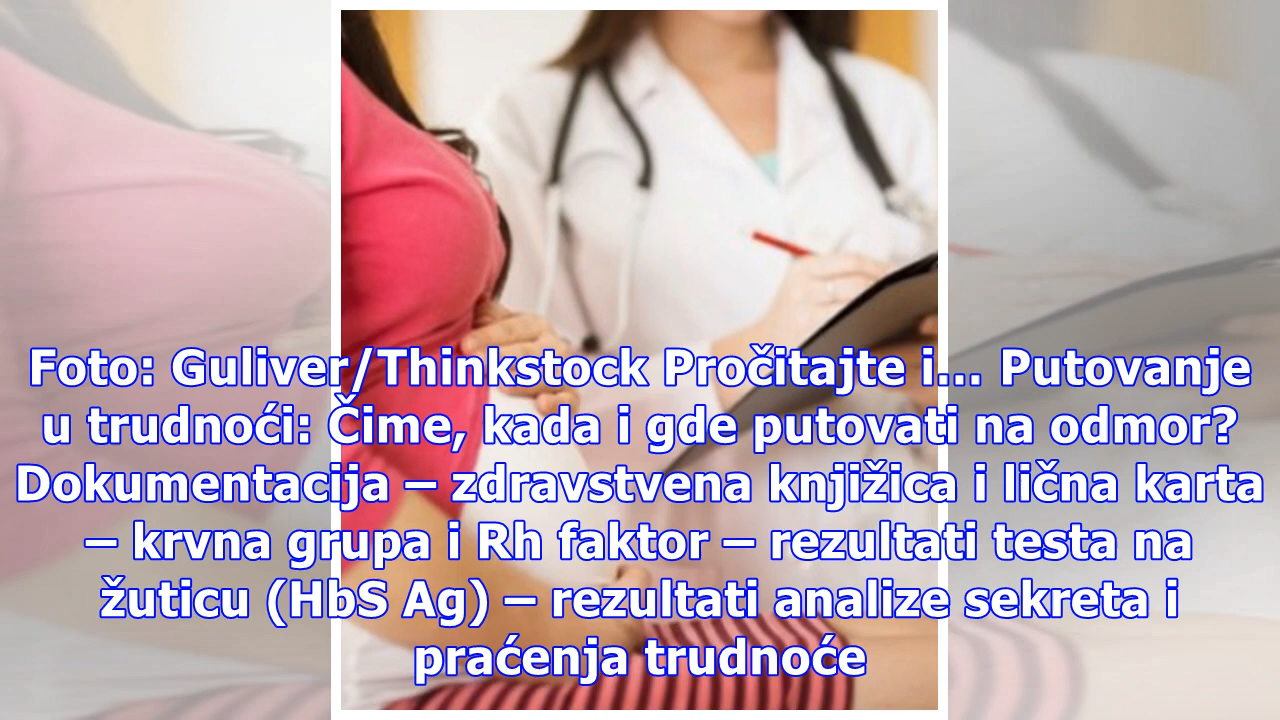 Foto: Guliver/Thinkstock Pročitajte i... Putovanje
u trudnoći: Čime, kada i gde putovati na odmor?
Dokumentacija – zdravstvena knjižica i lična karta
– krvna grupa i Rh faktor – rezultati testa na
žuticu (HbS Ag) – rezultati analize sekreta i
praćenja trudnoće